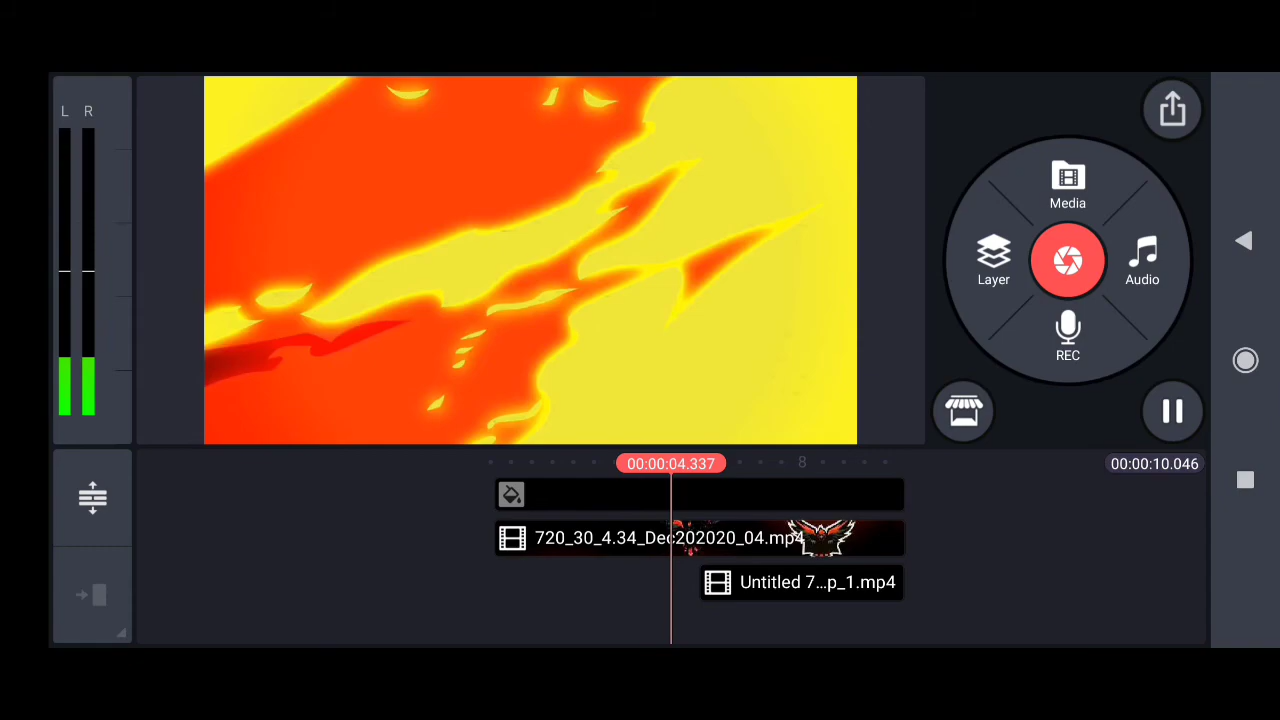 L R
Media
Layer
Audio
REC
00:00:04.337
8
00:00:10.046
720_30_4.34_Dec202020_04.mp4
Untitled 7...p_1.mp4